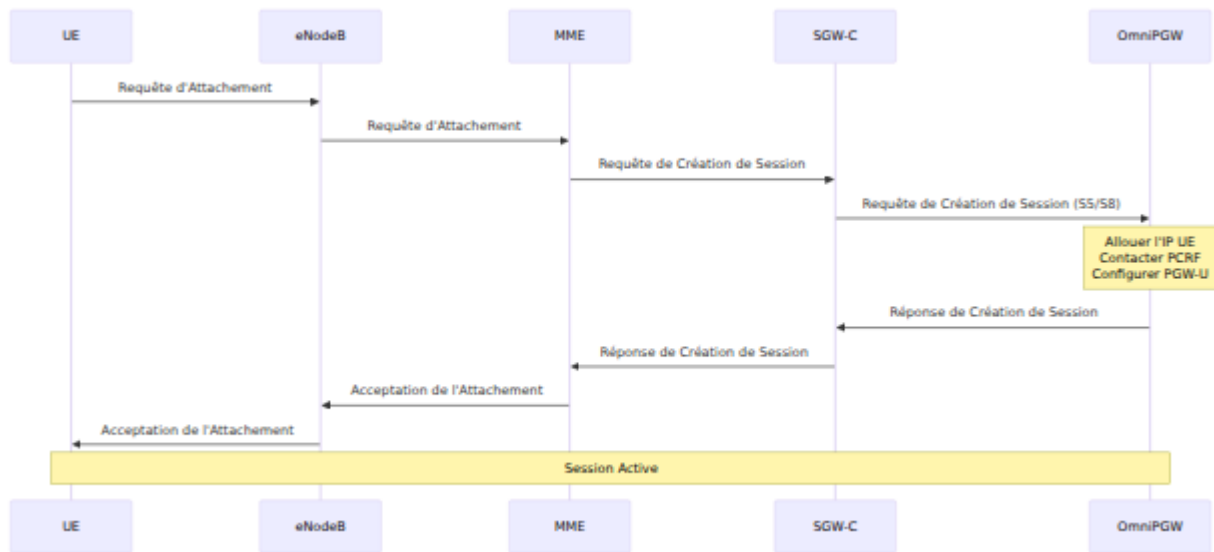 UE
eNodeB
MME
SGW-C
OmniPGW
Requête d'Attachement
Requête d'Attachement
Requête de Création de Session
Requête de Création de Session (S5/S8)
Allouer l'IP UE
Contacter PCRF
Configurer PGW-U
Réponse de Création de Session
Réponse de Création de Session
Acceptation de l'Attachement
Acceptation de l'Attachement
Session Active
UE
eNodeB
MME
SGW-C
OmniPGW